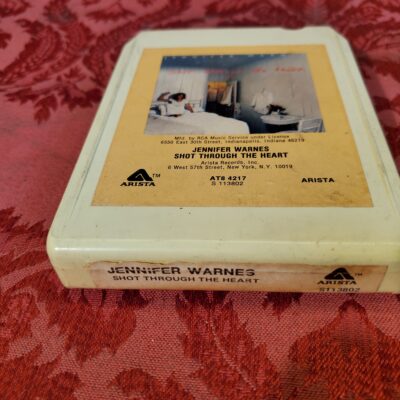 Mfd. by RCA Music Service under License
6550 East 30th Street, Indianapolis, Indiana 46219
JENNIFER WARNES
SHOT THROUGH THE HEART
Arista Records, Inc.
6 West 57th Street, New York, N.Y. 10019
ARISTA™
AT8 4217
S 113802
ARISTA
JENNIFER WARNES
SHOT THROUGH THE HEART
ARISTA™
S113802